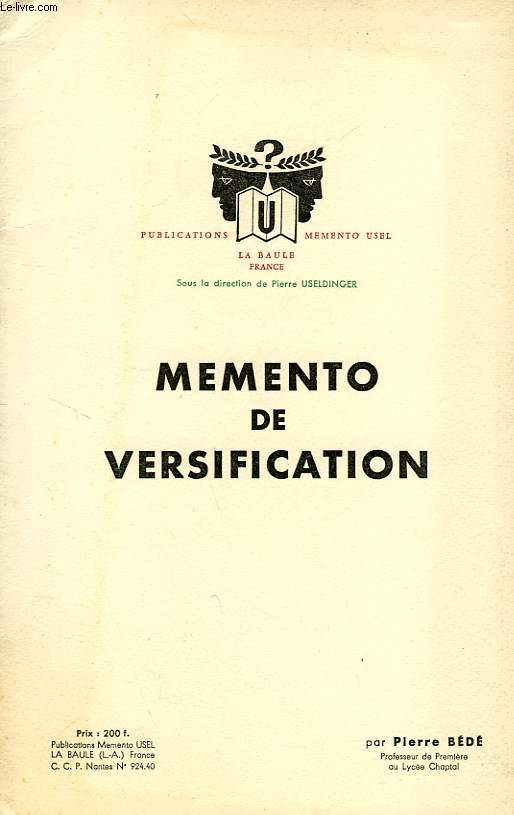 Le-livre.com
?
U
PUBLICATIONS MEMENTO USEL
LA BAULE
FRANCE
Sous la direction de Pierre USELDINGER
MEMENTO
DE
VERSIFICATION
Prix : 200 f.
Publications Memento USEL
LA BAULE (L.-A.) France
C. C. P. Nantes N° 924.40
par Pierre BÉDÉ
Professeur de Première
au Lycée Chaptal